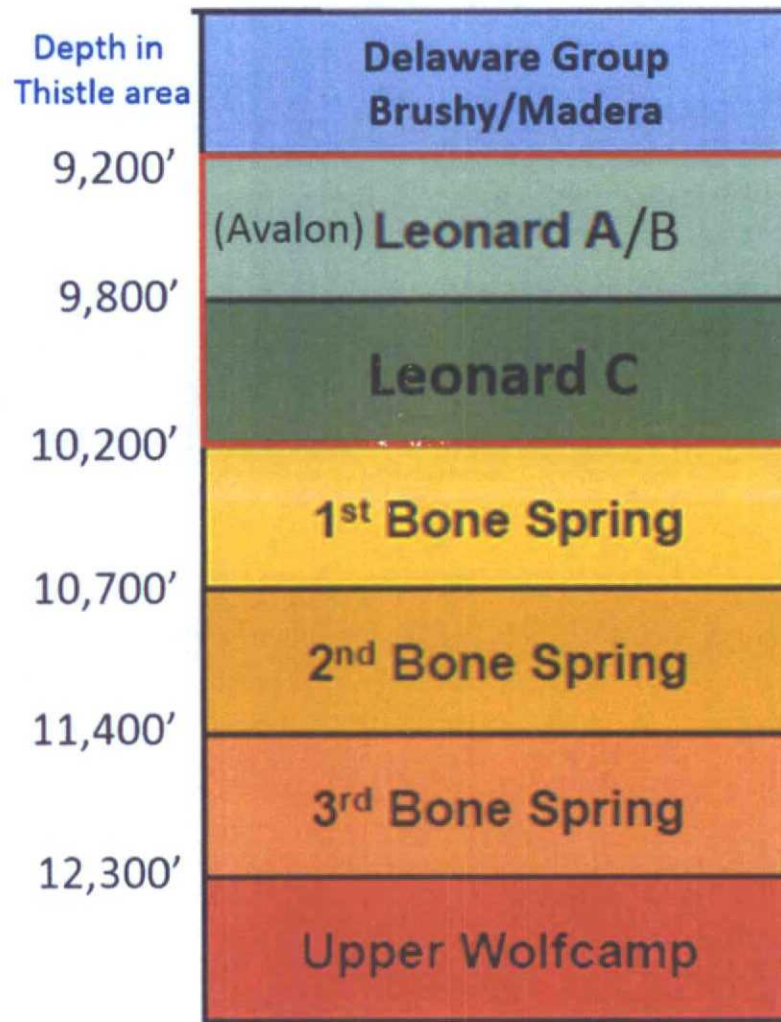 Depth in
Thistle area
Delaware Group
Brushy/Madera
9,200’
(Avalon) Leonard A/B
9,800’
Leonard C
10,200’
1st Bone Spring
10,700’
2nd Bone Spring
11,400’
3rd Bone Spring
12,300’
Upper Wolfcamp